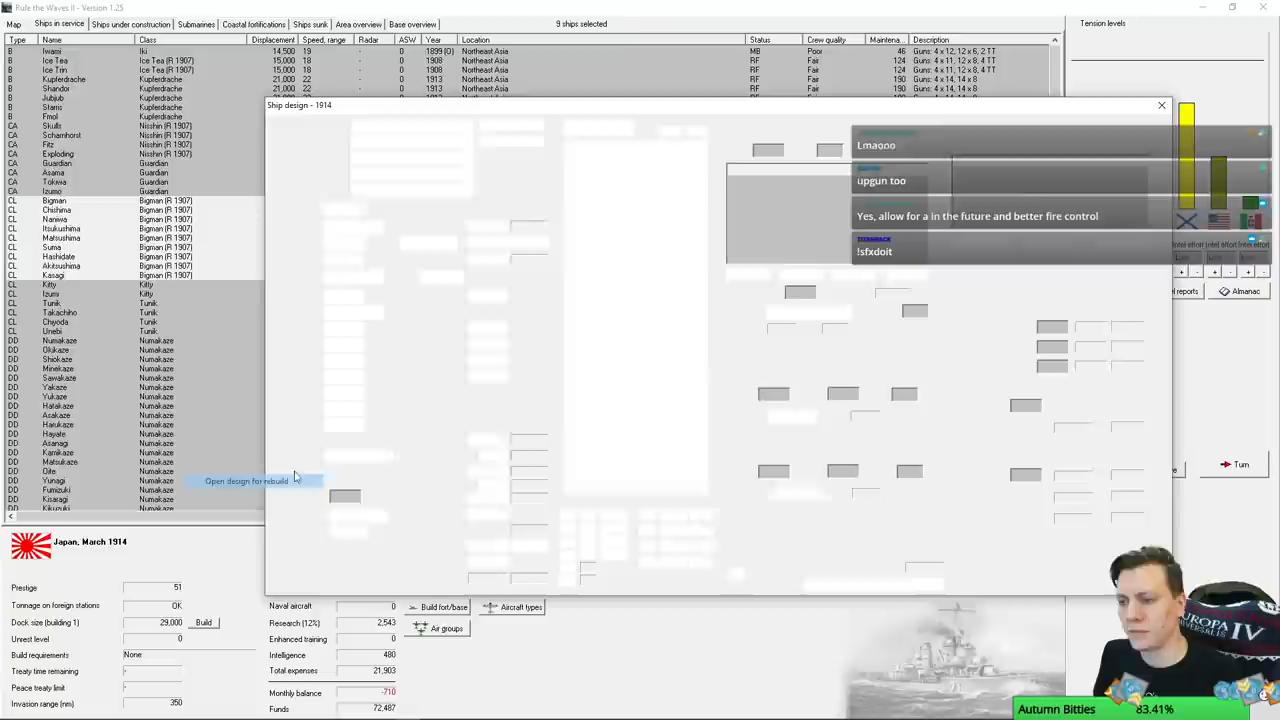 Rule the Waves II - Version 1.25
Map Ships in service Ships under construction Submarines Coastal fortifications Ships sunk Area overview Base overview 9 ships selected Tension levels
Type Name Class Displacement Speed, range Radar ASW Year Location Status Crew quality Maintena... Description
B Iwami Iki 14,500 19 - 0 1899 (O) Northeast Asia MB Poor 46 Guns: 4 x 12, 12 x 6, 2 TT
B Ice Tea Ice Tea (R 1907) 15,000 18 - 0 1908 Northeast Asia RF Fair 124 Guns: 4 x 11, 12 x 8, 4 TT
B Ice Trin Ice Tea (R 1907) 15,000 18 - 0 1908 Northeast Asia RF Fair 124 Guns: 4 x 11, 12 x 8, 4 TT
B Kupferdrache Kupferdrache 21,000 22 - 0 1913 Northeast Asia RF Fair 190 Guns: 4 x 14, 14 x 8
B Shandor Kupferdrache 21,000 22 - 0 1913 Northeast Asia RF Fair 190 Guns: 4 x 14, 14 x 8
B Jubjub Kupferdrache
B Starris Kupferdrache
B Fmol Kupferdrache
CA Skulls Nisshin (R 1907)
CA Scharnhorst Nisshin (R 1907)
CA Fitz Nisshin (R 1907)
CA Exploding Nisshin (R 1907)
CA Guardian Guardian
CA Asama Guardian
CA Tokiwa Guardian
CA Izumo Guardian
CL Bigman Bigman (R 1907)
CL Chishima Bigman (R 1907)
CL Naniwa Bigman (R 1907)
CL Itsukushima Bigman (R 1907)
CL Matsushima Bigman (R 1907)
CL Suma Bigman (R 1907)
CL Hashidate Bigman (R 1907)
CL Akitsushima Bigman (R 1907)
CL Kasagi Bigman (R 1907)
CL Kitty Kitty
CL Izumi Kitty
CL Tunik Tunik
CL Takachiho Tunik
CL Chiyoda Tunik
CL Unebi Tunik
DD Numakaze Numakaze
DD Okikaze Numakaze
DD Shiokaze Numakaze
DD Minekaze Numakaze
DD Sawakaze Numakaze
DD Yakaze Numakaze
DD Yukaze Numakaze
DD Hatakaze Numakaze
DD Asakaze Numakaze
DD Harukaze Numakaze
DD Hayate Numakaze
DD Asanagi Numakaze
DD Kamikaze Numakaze
DD Matsukaze Numakaze
DD Oite Numakaze
DD Yunagi Numakaze
DD Fumizuki Numakaze
DD Kisaragi Numakaze
DD Kikuzuki Numakaze
Ship design - 1914
Open design for rebuild
Lmaooo
upgun too
Yes, allow for a in the future and better fire control
!sfxdoit
Intel effort Intel effort
+ - + - + -
el reports Almanac
Turn
Japan, March 1914
Prestige 51
Tonnage on foreign stations OK
Dock size (building 1) 29,000 Build
Unrest level 0
Build requirements None
Treaty time remaining -
Peace treaty limit -
Invasion range (nm) 350
Naval aircraft 0
Research (12%) 2,543
Enhanced training 0
Intelligence 480
Total expenses 21,903
Monthly balance -710
Funds 72,487
Build fort/base Aircraft types
Air groups
EUROPA IV
UNIVERSALIS
Autumn Bitties 83.41%